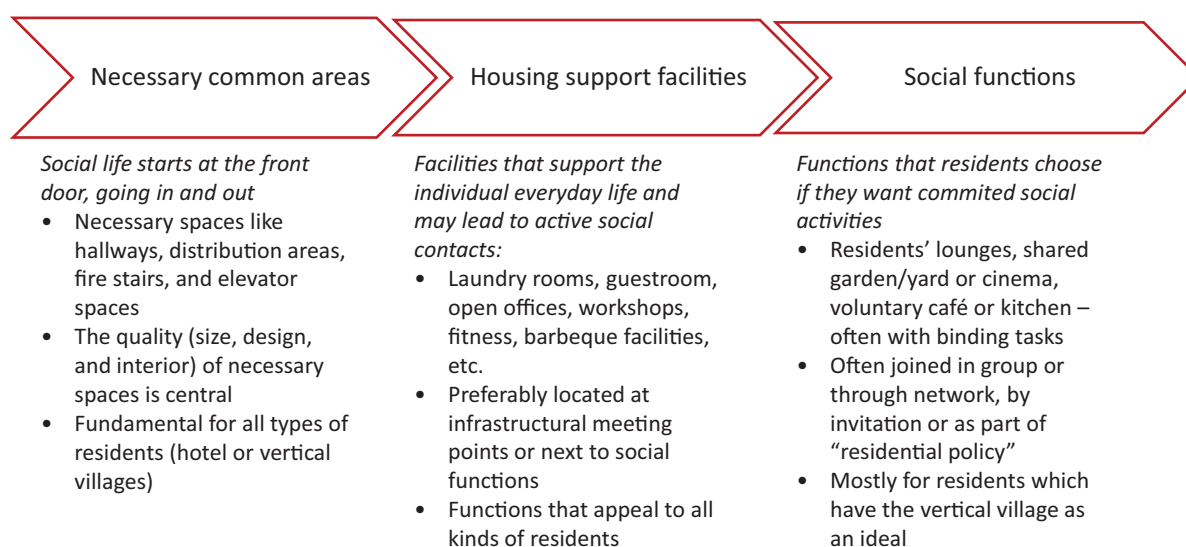 Necessary common areas
Housing support facilities
Social functions
Social life starts at the front
door, going in and out
• Necessary spaces like
hallways, distribution areas,
fire stairs, and elevator
spaces
• The quality (size, design,
and interior) of necessary
spaces is central
• Fundamental for all types of
residents (hotel or vertical
villages)
Facilities that support the
individual everyday life and
may lead to active social
contacts:
• Laundry rooms, guestroom,
open offices, workshops,
fitness, barbeque facilities,
etc.
• Preferably located at
infrastructural meeting
points or next to social
functions
• Functions that appeal to all
kinds of residents
Functions that residents choose
if they want commited social
activities
• Residents’ lounges, shared
garden/yard or cinema,
voluntary café or kitchen –
often with binding tasks
• Often joined in group or
through network, by
invitation or as part of
“residential policy”
• Mostly for residents which
have the vertical village as
an ideal